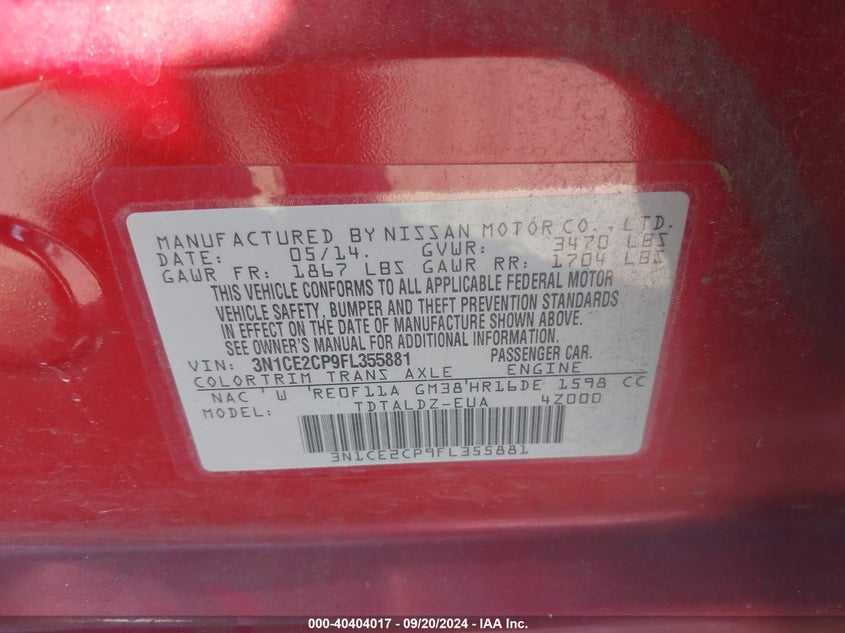 MANUFACTURED BY NISSAN MOTOR CO., LTD.
DATE: 05/14. GVWR: 3470 LBS
GAWR FR: 1867 LBS GAWR RR: 1704 LBS
THIS VEHICLE CONFORMS TO ALL APPLICABLE FEDERAL MOTOR
VEHICLE SAFETY, BUMPER AND THEFT PREVENTION STANDARDS
IN EFFECT ON THE DATE OF MANUFACTURE SHOWN ABOVE.
SEE OWNER'S MANUAL FOR ADDITIONAL INFORMATION
VIN: 3N1CE2CP9FL355881 PASSENGER CAR.
COLOR TRIM TRANS AXLE ENGINE
NAC 'W 'RE0F11A GM38'HR16DE 1598 CC
MODEL: TDTALDZ-EUA 4Z000
3N1CE2CP9FL355881
000-40404017 - 09/20/2024 - IAA Inc.